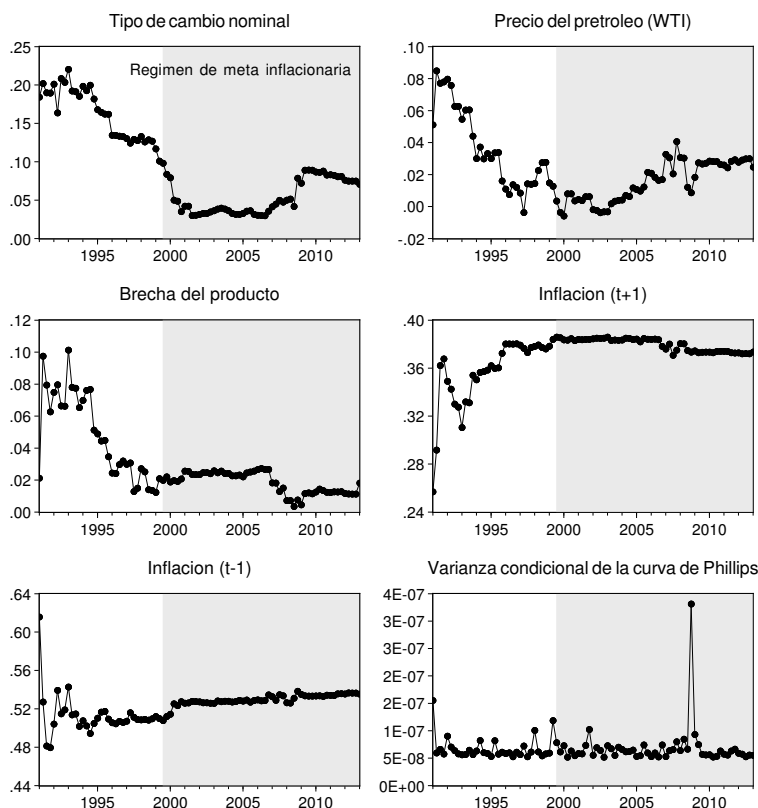 Tipo de cambio nominal
.25
.20
.15
.10
.05
.00
Regimen de meta inflacionaria
1995 2000 2005 2010
Precio del pretroleo (WTI)
.10
.08
.06
.04
.02
.00
-.02
1995 2000 2005 2010
Brecha del producto
.12
.10
.08
.06
.04
.02
.00
1995 2000 2005 2010
Inflacion (t+1)
.40
.36
.32
.28
.24
1995 2000 2005 2010
Inflacion (t-1)
.64
.60
.56
.52
.48
.44
1995 2000 2005 2010
Varianza condicional de la curva de Phillips
4E-07
3E-07
3E-07
2E-07
2E-07
1E-07
5E-08
0E+00
1995 2000 2005 2010